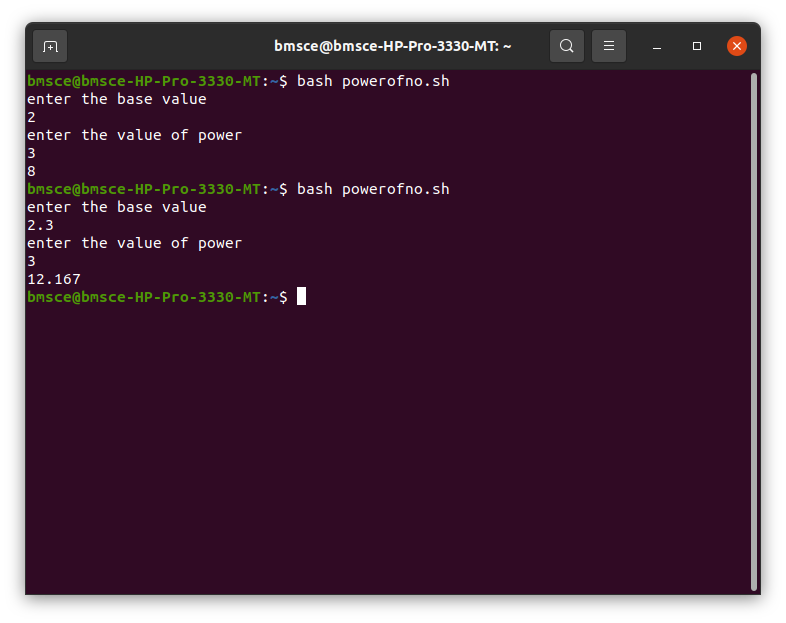 bmsce@bmsce-HP-Pro-3330-MT: ~
bmsce@bmsce-HP-Pro-3330-MT:~$ bash powerofno.sh
enter the base value
2
enter the value of power
3
8
bmsce@bmsce-HP-Pro-3330-MT:~$ bash powerofno.sh
enter the base value
2.3
enter the value of power
3
12.167
bmsce@bmsce-HP-Pro-3330-MT:~$